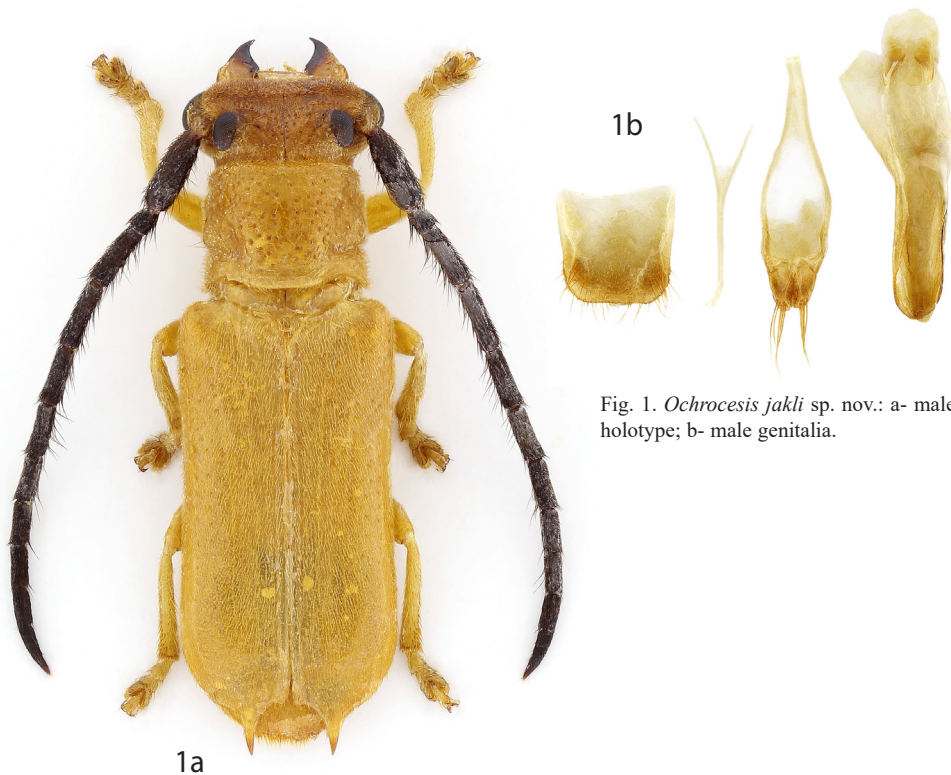 1b
Fig. 1. Ochrocesis jakli sp. nov.: a- male
holotype; b- male genitalia.
1a